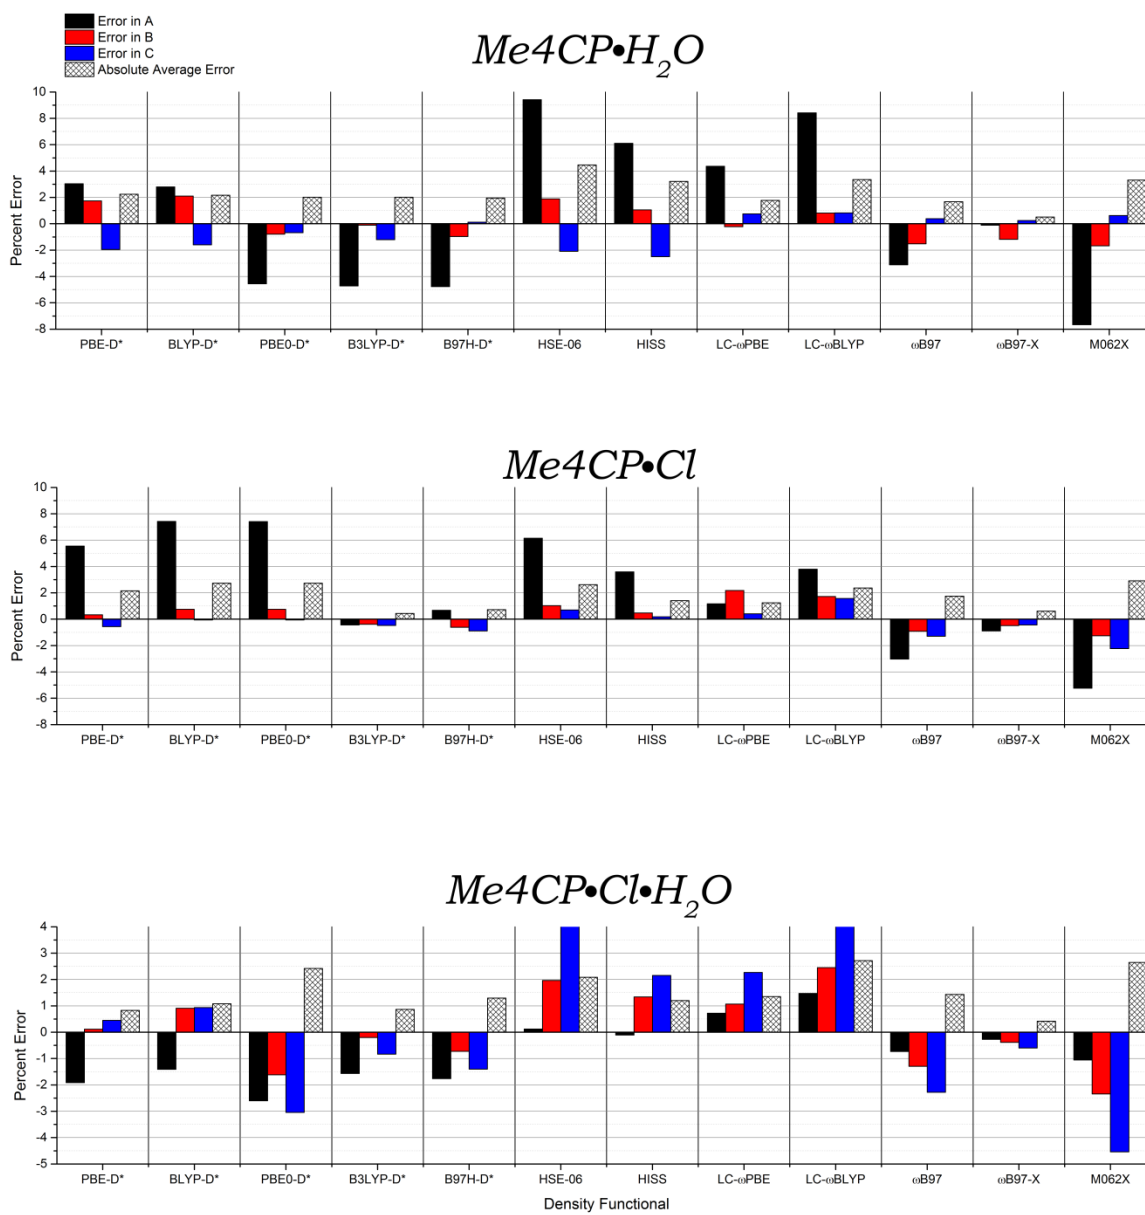 Error in A
Error in B
Error in C
Absolute Average Error
Me4CP•H₂O
10
8
6
4
2
0
-2
-4
-6
-8
Percent Error
PBE-D* BLYP-D* PBE0-D* B3LYP-D* B97H-D* HSE-06 HISS LC-ωPBE LC-ωBLYP ωB97 ωB97-X M062X
Me4CP•Cl
10
8
6
4
2
0
-2
-4
-6
-8
Percent Error
PBE-D* BLYP-D* PBE0-D* B3LYP-D* B97H-D* HSE-06 HISS LC-ωPBE LC-ωBLYP ωB97 ωB97-X M062X
Me4CP•Cl•H₂O
4
3
2
1
0
-1
-2
-3
-4
-5
Percent Error
PBE-D* BLYP-D* PBE0-D* B3LYP-D* B97H-D* HSE-06 HISS LC-ωPBE LC-ωBLYP ωB97 ωB97-X M062X
Density Functional